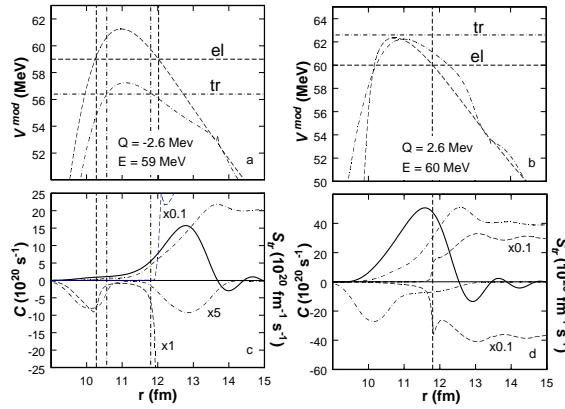 V^mod (MeV)
62
60
58
56
54
52
el
tr
Q = -2.6 Mev
E = 59 MeV
a
V^mod (MeV)
64
62
60
58
56
54
52
50
tr
el
Q = 2.6 MeV
E = 60 MeV
b
C (10^20 s^-1)
25
20
15
10
5
0
-5
-10
-15
-20
-25
x0.1
x5
x1
c
S_tr (10^20 fm^-1 s^-1)
10 11 12 13 14 15
r (fm)
C (10^20 s^-1)
60
40
20
0
-20
-40
-60
x0.1
x0.1
d
10 11 12 13 14 15
r (fm)